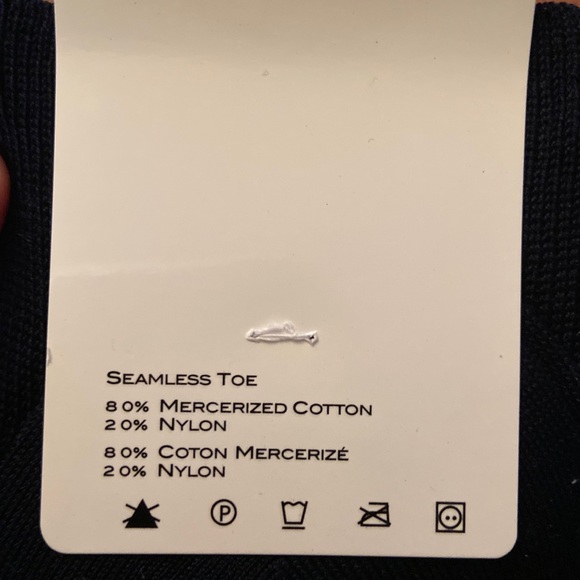 SEAMLESS TOE
80% MERCERIZED COTTON
20% NYLON
80% COTON MERCERIZÉ
20% NYLON
P